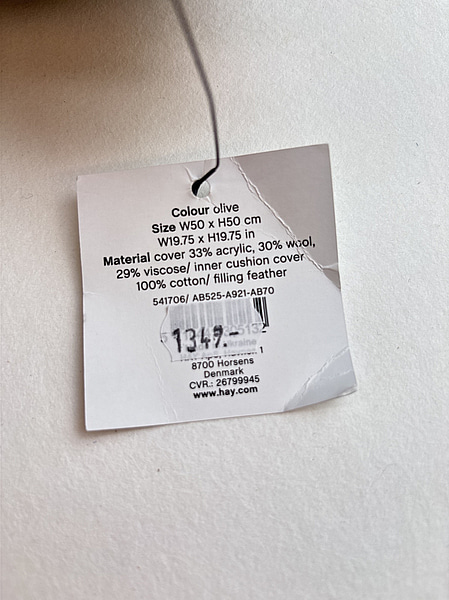 Colour olive
Size W50 x H50 cm
W19.75 x H19.75 in
Material cover 33% acrylic, 30% wool,
29% viscose/ inner cushion cover
100% cotton/ filling feather
541706/ AB525-A921-AB70
1349.-
8700 Horsens
Denmark
CVR.: 26799945
www.hay.com